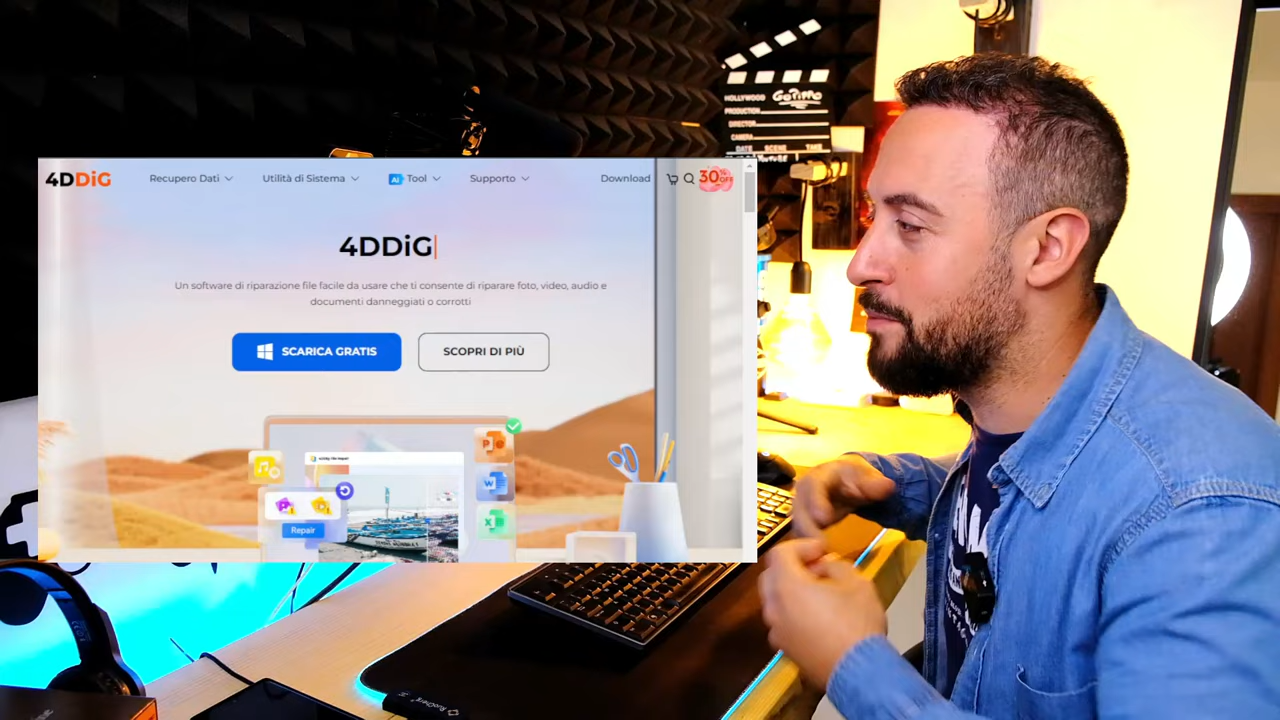 HOLLYWOOD
PRODUCTION
DIRECTOR
CAMERA
DATE SCENE TIME
4DDiG
Recupero Dati
Utilità di Sistema
AI Tool
Supporto
Download
30% OFF
4DDiG
Un software di riparazione file facile da usare che ti consente di riparare foto, video, audio e
documenti danneggiati o corrotti
SCARICA GRATIS
SCOPRI DI PIÙ
Repair